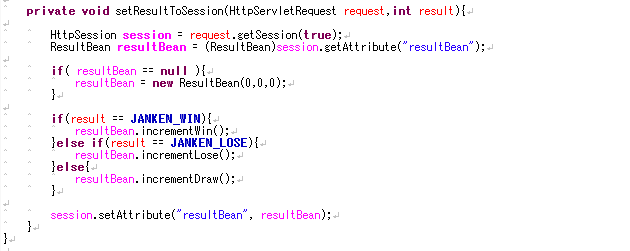 private void setResultToSession(HttpServletRequest request,int result){
HttpSession session = request.getSession(true);
ResultBean resultBean = (ResultBean)session.getAttribute("resultBean");
if( resultBean == null ){
resultBean = new ResultBean(0,0,0);
}
if(result == JANKEN_WIN){
resultBean.incrementWin();
}else if(result == JANKEN_LOSE){
resultBean.incrementLose();
}else{
resultBean.incrementDraw();
}
session.setAttribute("resultBean", resultBean);
}
}